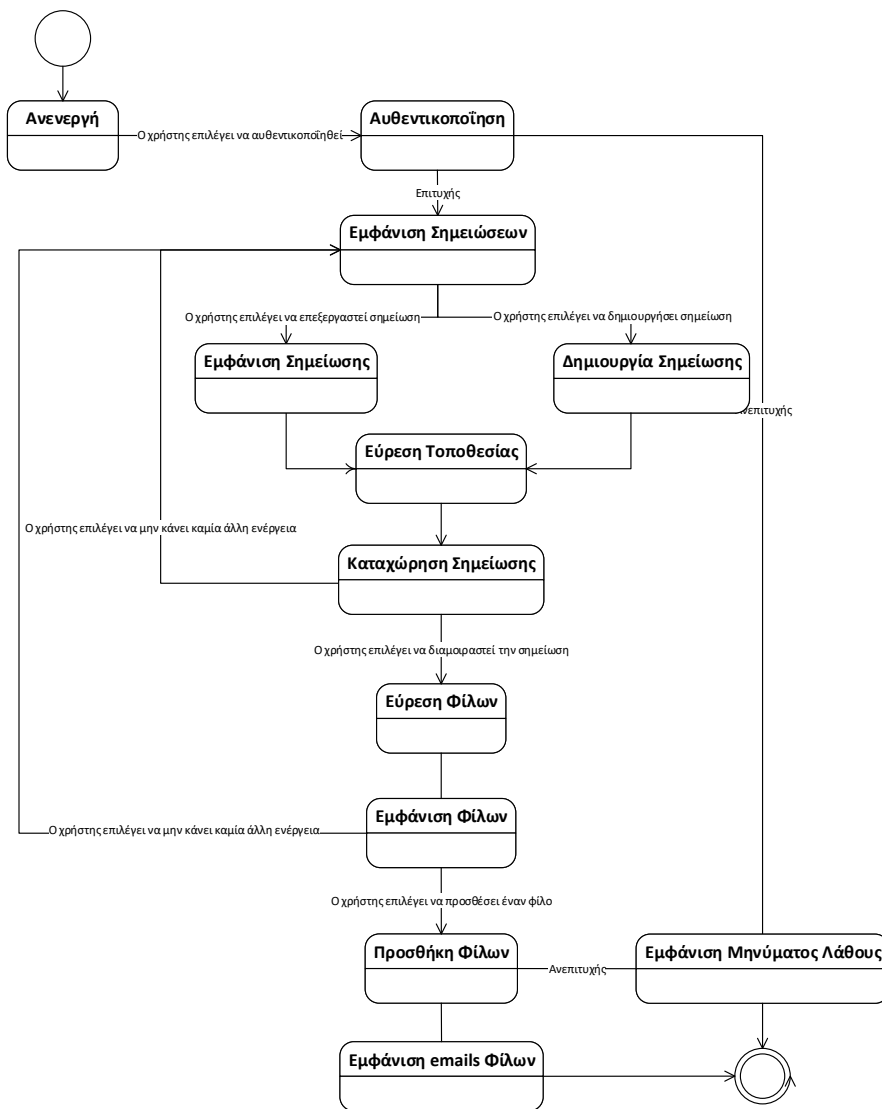 Ανενεργή
Ο χρήστης επιλέγει να αυθεντικοποϊηθεί
Αυθεντικοποΐηση
Επιτυχής
Εμφάνιση Σημειώσεων
Ο χρήστης επιλέγει να επεξεργαστεί σημείωση
Ο χρήστης επιλέγει να δημιουργήσει σημείωση
Εμφάνιση Σημείωσης
Δημιουργία Σημείωσης
Ανεπιτυχής
Εύρεση Τοποθεσίας
Ο χρήστης επιλέγει να μην κάνει καμία άλλη ενέργεια
Καταχώρηση Σημείωσης
Ο χρήστης επιλέγει να διαμοιραστεί την σημείωση
Εύρεση Φίλων
Εμφάνιση Φίλων
Ο χρήστης επιλέγει να μην κάνει καμία άλλη ενέργεια
Ο χρήστης επιλέγει να προσθέσει έναν φίλο
Προσθήκη Φίλων
Ανεπιτυχής
Εμφάνιση Μηνύματος Λάθους
Εμφάνιση emails Φίλων